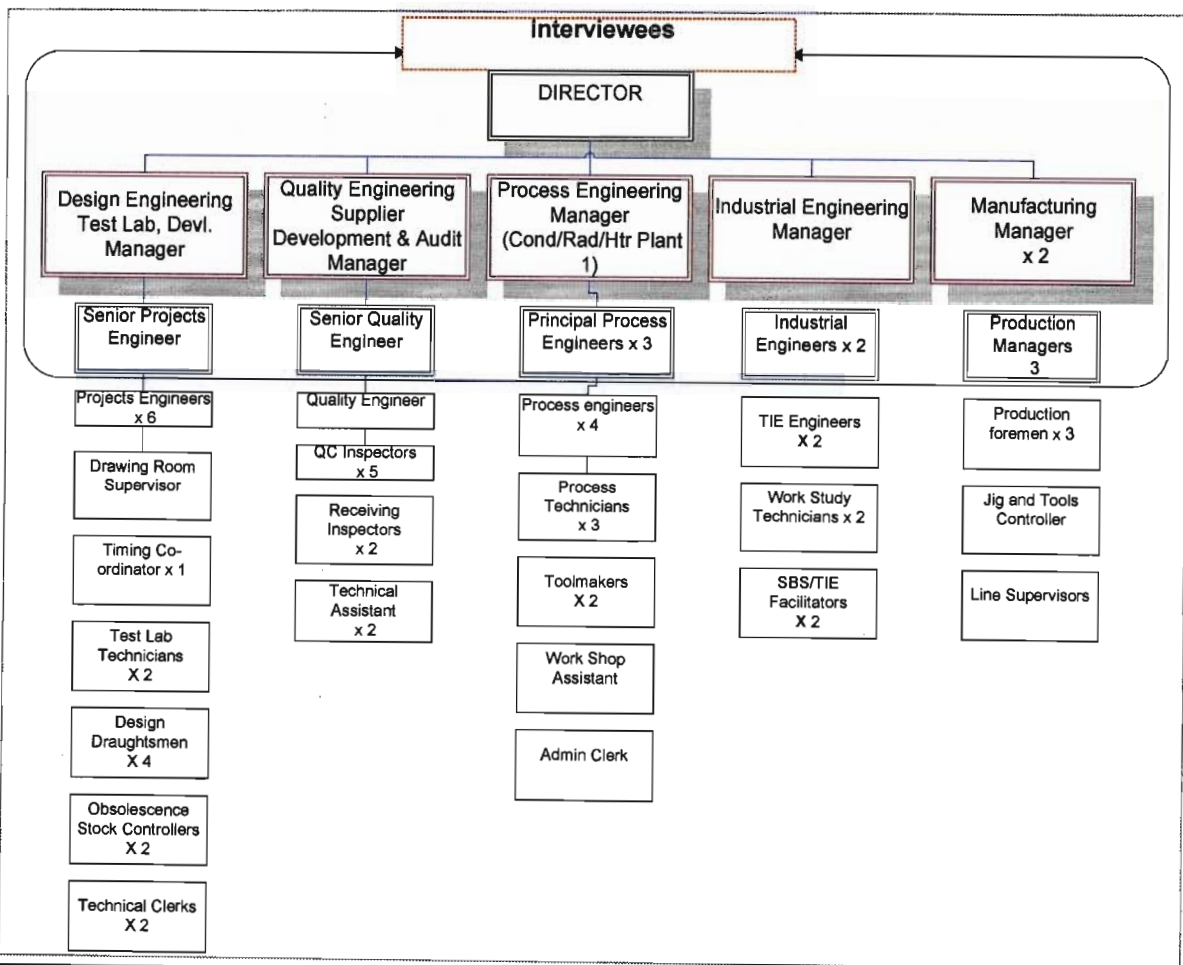 Interviewees
DIRECTOR
Design Engineering
Test Lab, Devl.
Manager
Quality Engineering
Supplier
Development & Audit
Manager
Process Engineering
Manager
(Cond/Rad/Htr Plant
1)
Industrial Engineering
Manager
Manufacturing
Manager
x 2
Senior Projects
Engineer
Senior Quality
Engineer
Principal Process
Engineers x 3
Industrial
Engineers x 2
Production
Managers
3
Projects Engineers
x 6
Drawing Room
Supervisor
Timing Co-
ordinator x 1
Test Lab
Technicians
X 2
Design
Draughtsmen
X 4
Obsolescence
Stock Controllers
X 2
Technical Clerks
X 2
Quality Engineer
QC Inspectors
x 5
Receiving
Inspectors
x 2
Technical
Assistant
x 2
Process engineers
x 4
Process
Technicians
x 3
Toolmakers
X 2
Work Shop
Assistant
Admin Clerk
TIE Engineers
X 2
Work Study
Technicians x 2
SBS/TIE
Facilitators
X 2
Production
foremen x 3
Jig and Tools
Controller
Line Supervisors